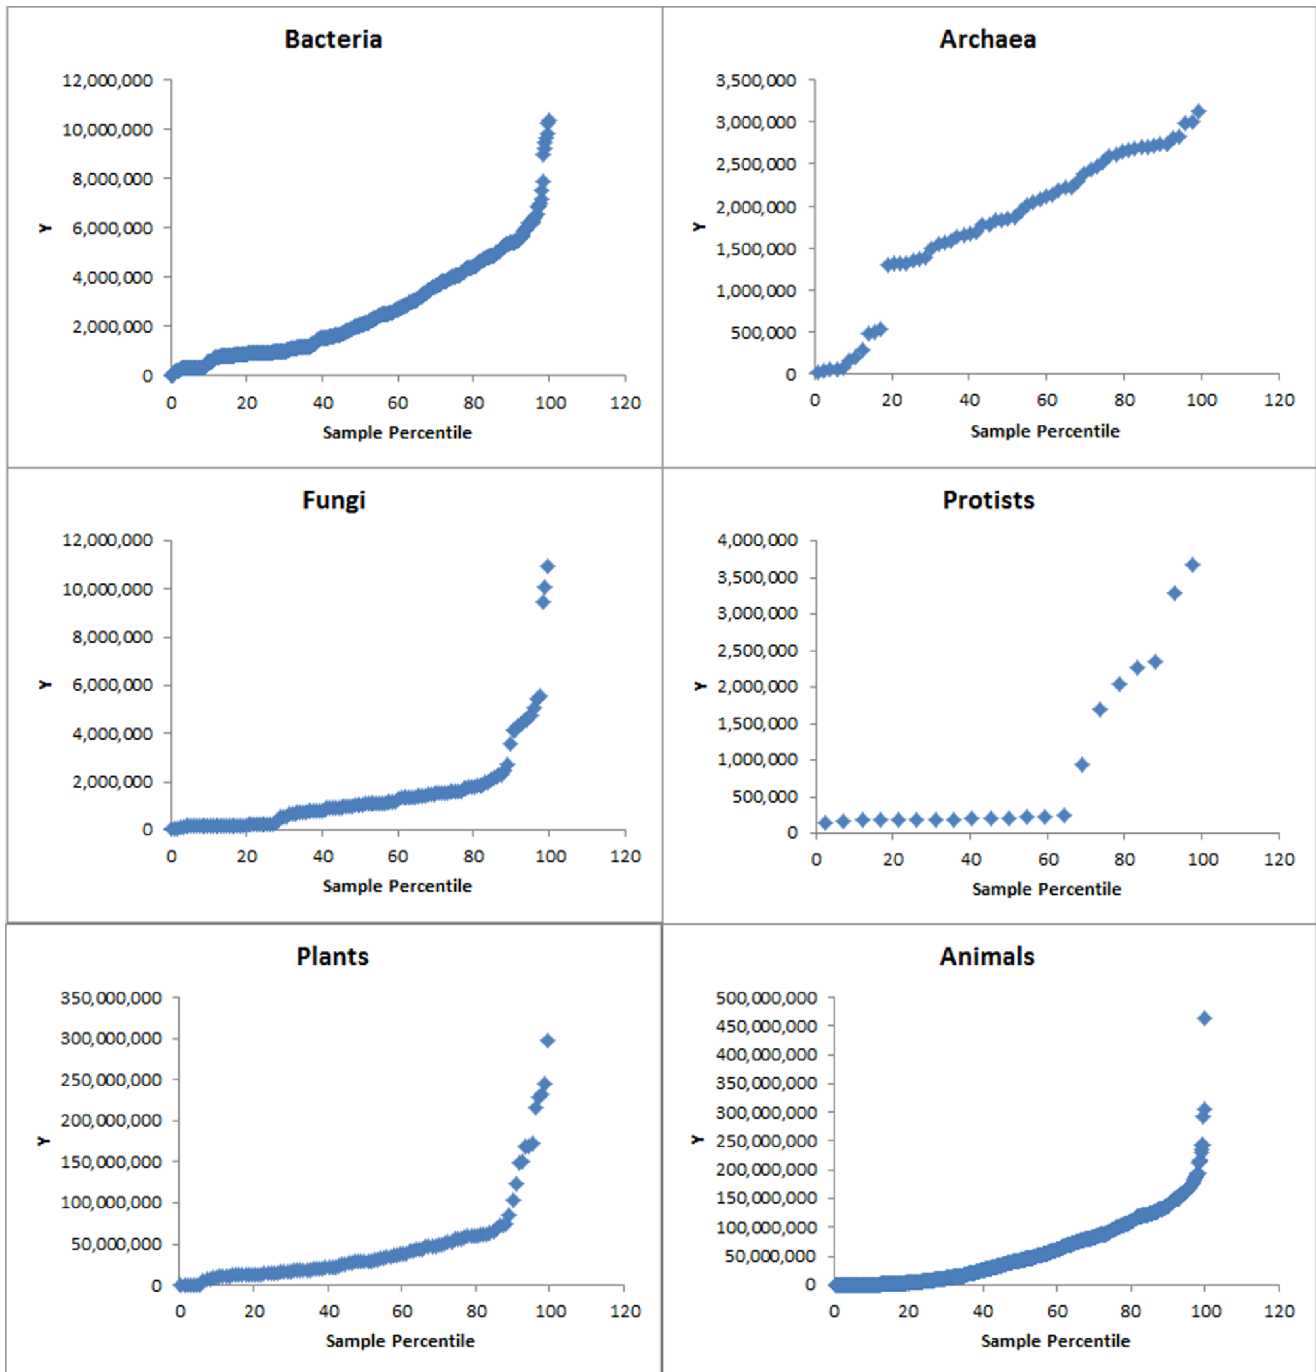 Bacteria
12,000,000
10,000,000
8,000,000
6,000,000
4,000,000
2,000,000
0
Y
0 20 40 60 80 100 120
Sample Percentile
Archaea
3,500,000
3,000,000
2,500,000
2,000,000
1,500,000
1,000,000
500,000
0
Y
0 20 40 60 80 100 120
Sample Percentile
Fungi
12,000,000
10,000,000
8,000,000
6,000,000
4,000,000
2,000,000
0
Y
0 20 40 60 80 100 120
Sample Percentile
Protists
4,000,000
3,500,000
3,000,000
2,500,000
2,000,000
1,500,000
1,000,000
500,000
0
Y
0 20 40 60 80 100 120
Sample Percentile
Plants
350,000,000
300,000,000
250,000,000
200,000,000
150,000,000
100,000,000
50,000,000
0
Y
0 20 40 60 80 100 120
Sample Percentile
Animals
500,000,000
450,000,000
400,000,000
350,000,000
300,000,000
250,000,000
200,000,000
150,000,000
100,000,000
50,000,000
0
Y
0 20 40 60 80 100 120
Sample Percentile